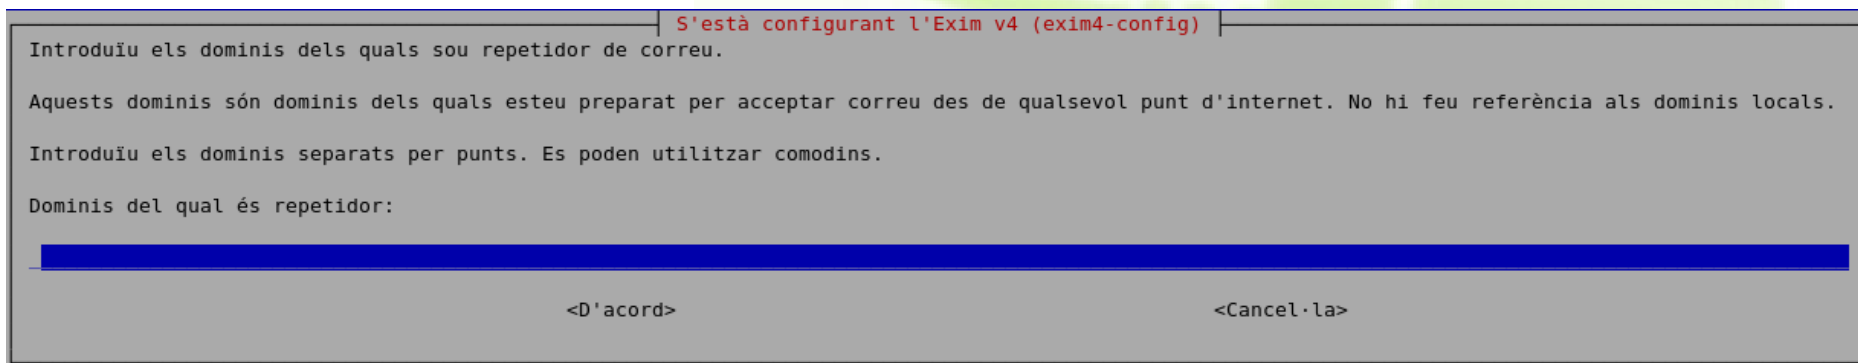 S'està configurant l'Exim v4 (exim4-config)
Introduïu els dominis dels quals sou repetidor de correu.
Aquests dominis són dominis dels quals esteu preparat per acceptar correu des de qualsevol punt d'internet. No hi feu referència als dominis locals.
Introduïu els dominis separats per punts. Es poden utilitzar comodins.
Dominis del qual és repetidor:
<D'acord> <Cancel·la>